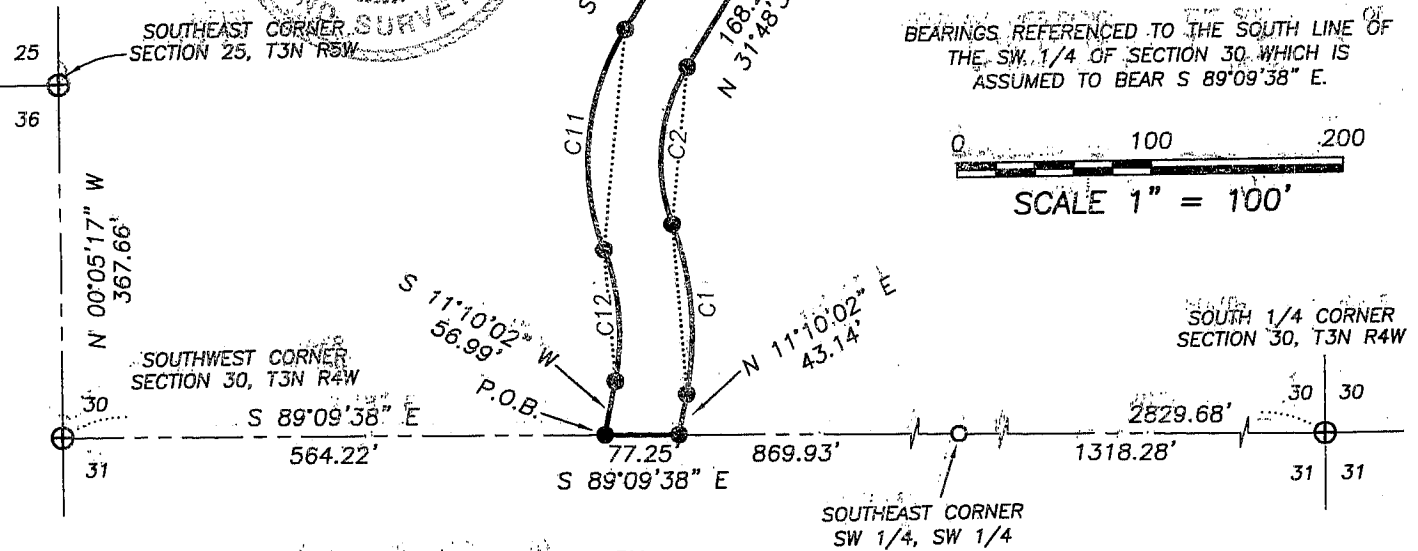 SOUTHEAST CORNER
SECTION 25, T3N R5W
25
36
SURVEY
S
168.
N 31°48'
BEARINGS REFERENCED TO THE SOUTH LINE OF
THE SW 1/4 OF SECTION 30 WHICH IS
ASSUMED TO BEAR S 89°09'38" E.
0 100 200
SCALE 1" = 100'
C11
C2
N 00°05'17" W
367.66'
S 11°10'02" W
56.99'
C12
C1
N 11°10'02" E
43.14'
SOUTHWEST CORNER
SECTION 30, T3N R4W
P.O.B.
SOUTH 1/4 CORNER
SECTION 30, T3N R4W
30
31
S 89°09'38" E
564.22'
77.25'
S 89°09'38" E
869.93'
2829.68'
1318.28'
30 30
31 31
SOUTHEAST CORNER
SW 1/4, SW 1/4